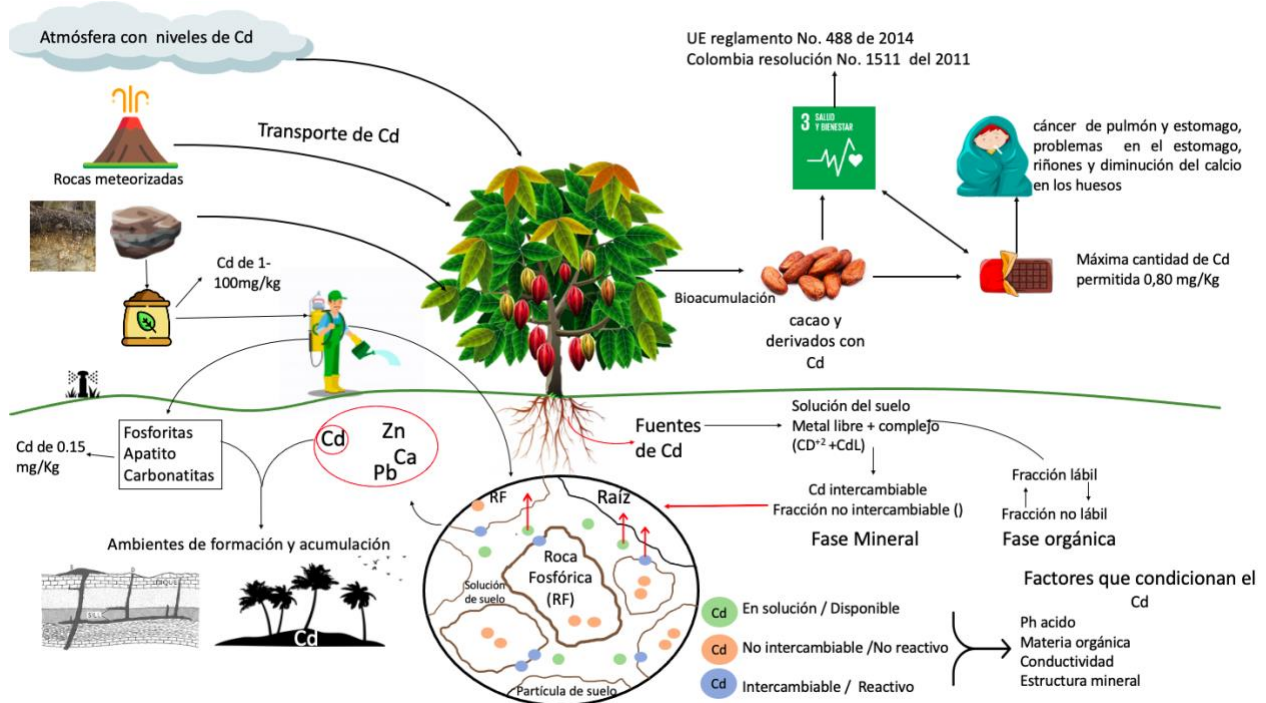 Atmósfera con niveles de Cd
UE reglamento No. 488 de 2014
Colombia resolución No. 1511 del 2011
3 SALUD
Y BIENESTAR
cáncer de pulmón y estomago,
problemas en el estomago,
riñones y diminución del calcio
en los huesos
Transporte de Cd
Rocas meteorizadas
Cd de 1-
100mg/kg
Bioacumulación
cacao y
derivados con
Cd
Máxima cantidad de Cd
permitida 0,80 mg/Kg
Cd de 0.15
mg/Kg
Fosforitas
Apatito
Carbonatitas
Cd
Zn
Ca
Pb
Fuentes
de Cd
Solución del suelo
Metal libre + complejo
(CD⁺² +CdL)
Cd intercambiable
Fracción no intercambiable ()
Fase Mineral
Fracción lábil
Fracción no lábil
Fase orgánica
Ambientes de formación y acumulación
DIQUE
SILL
Cd
RF
Raíz
Roca
Fosfórica
(RF)
Solución
de suelo
Partícula de suelo
Cd En solución / Disponible
Cd No intercambiable /No reactivo
Cd Intercambiable / Reactivo
Factores que condicionan el
Cd
Ph acido
Materia orgánica
Conductividad
Estructura mineral